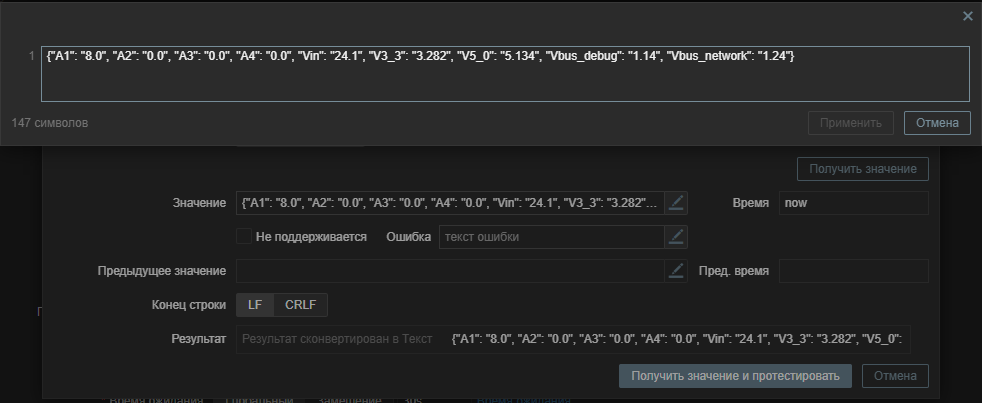 1 {"A1": "8.0", "A2": "0.0", "A3": "0.0", "A4": "0.0", "Vin": "24.1", "V3_3": "3.282", "V5_0": "5.134", "Vbus_debug": "1.14", "Vbus_network": "1.24"}
147 символов Применить Отмена
Получить значение
Значение {"A1": "8.0", "A2": "0.0", "A3": "0.0", "A4": "0.0", "Vin": "24.1", "V3_3": "3.282"... Время now
Не поддерживается Ошибка текст ошибки
Предыдущее значение Пред. время
Конец строки LF CRLF
Результат Результат сконвертирован в Текст {"A1": "8.0", "A2": "0.0", "A3": "0.0", "A4": "0.0", "Vin": "24.1", "V3_3": "3.282", "V5_0":
Получить значение и протестировать Отмена